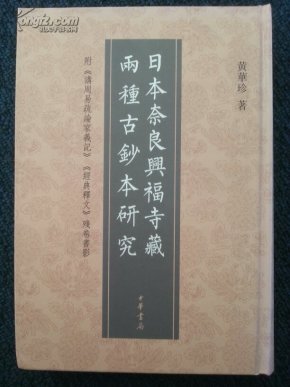 黃華珍 著
日本奈良興福寺藏
兩種古鈔本研究
附《講周易疏論家義記》《經典釋文》殘卷書影
中華書局